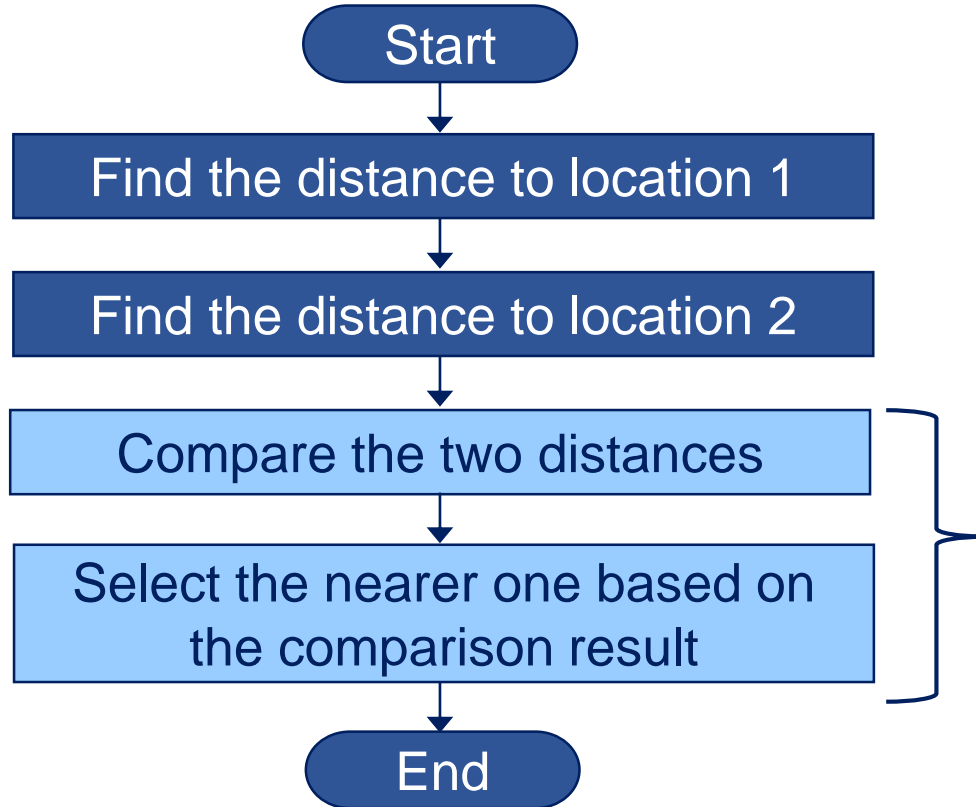 Start
Find the distance to location 1
Find the distance to location 2
Compare the two distances
Select the nearer one based on
the comparison result
End